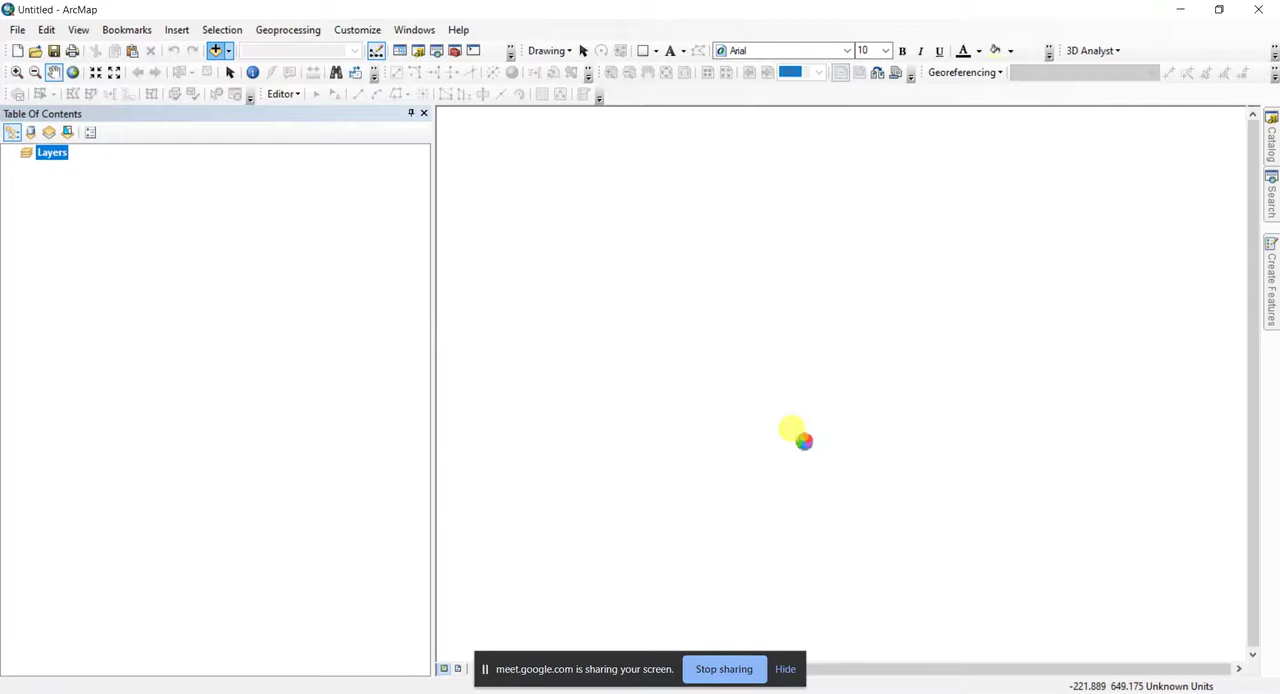 Untitled - ArcMap
File Edit View Bookmarks Insert Selection Geoprocessing Customize Windows Help
Drawing Arial 10 B I U A 3D Analyst
Georeferencing
Editor
Table Of Contents
Layers
Catalog
Search
Create Features
meet.google.com is sharing your screen. Stop sharing Hide
-221.889 649.175 Unknown Units